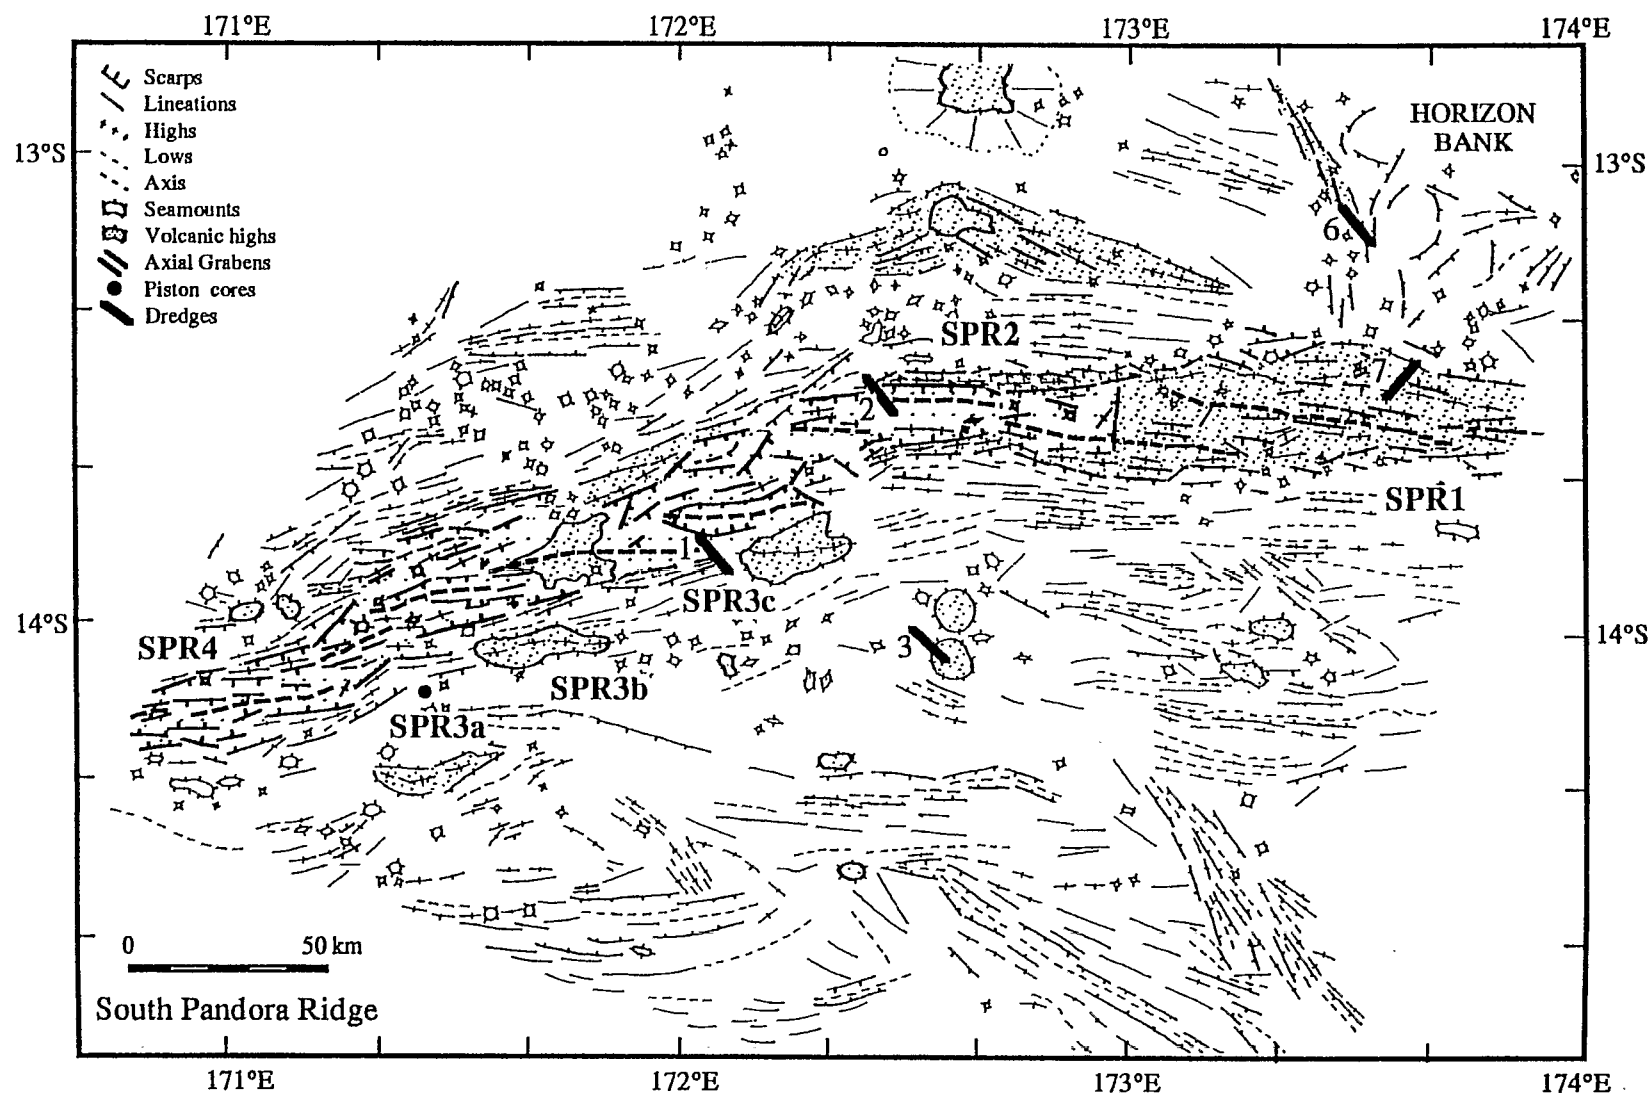 171°E 172°E 173°E 174°E
Scarps
Lineations
Highs
Lows
Axis
Seamounts
Volcanic highs
Axial Grabens
Piston cores
Dredges
HORIZON
BANK
13°S 13°S
6
SPR2
7
2
SPR1
1
SPR3c
14°S 14°S
SPR4
3
SPR3b
SPR3a
0 50 km
South Pandora Ridge
171°E 172°E 173°E 174°E